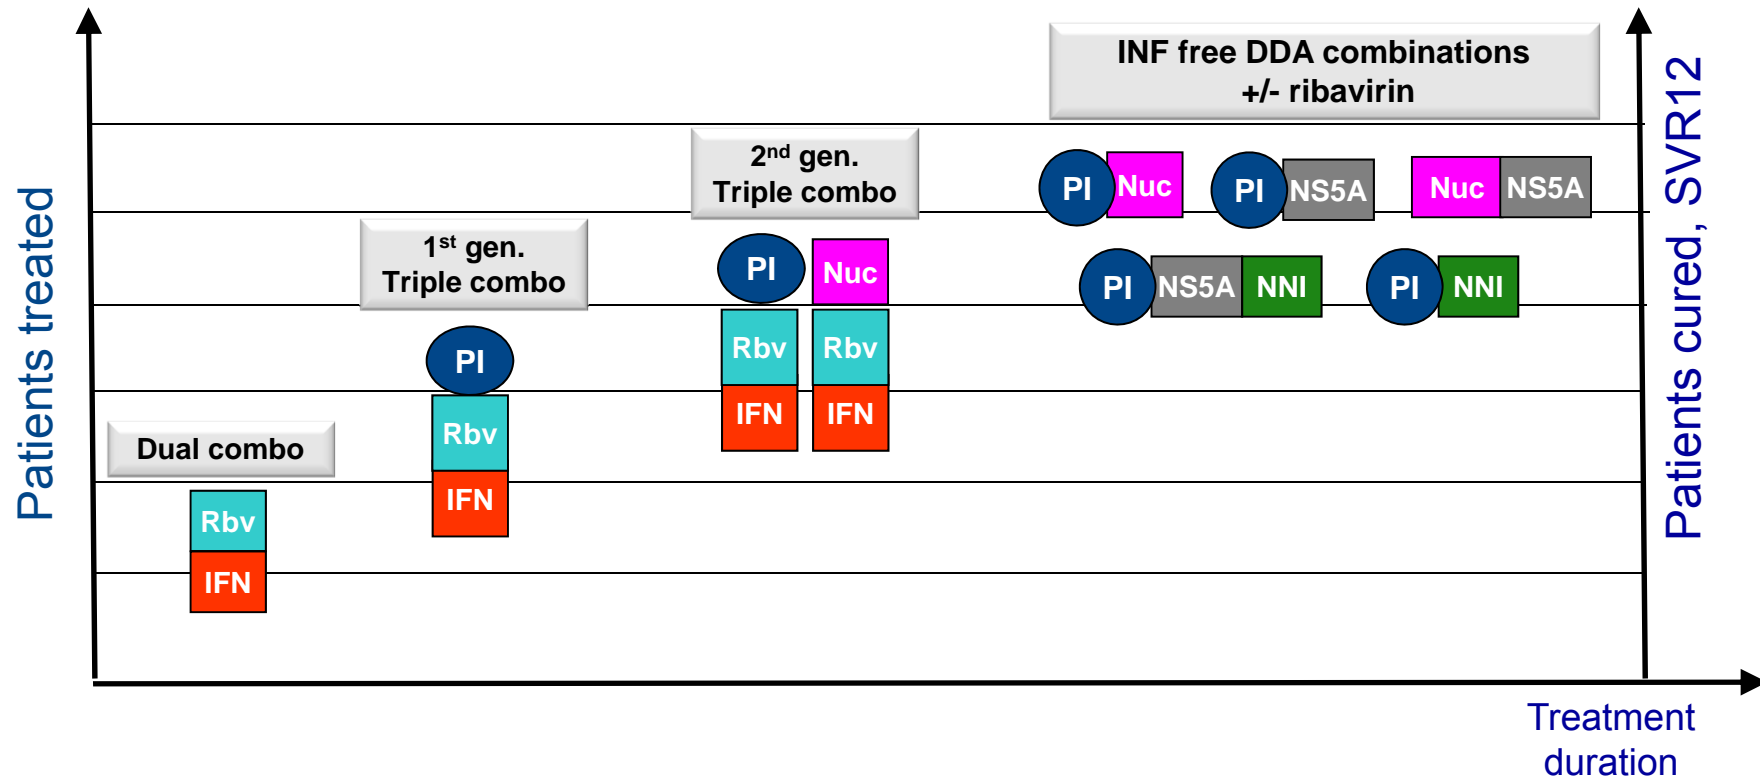 INF free DDA combinations
+/- ribavirin
2nd gen.
Triple combo
1st gen.
Triple combo
Dual combo
PI Nuc
PI NS5A
Nuc NS5A
PI NS5A NNI
PI NNI
PI Nuc
Rbv Rbv
IFN IFN
PI
Rbv
IFN
Rbv
IFN
Patients treated
Patients cured, SVR12
Treatment
duration